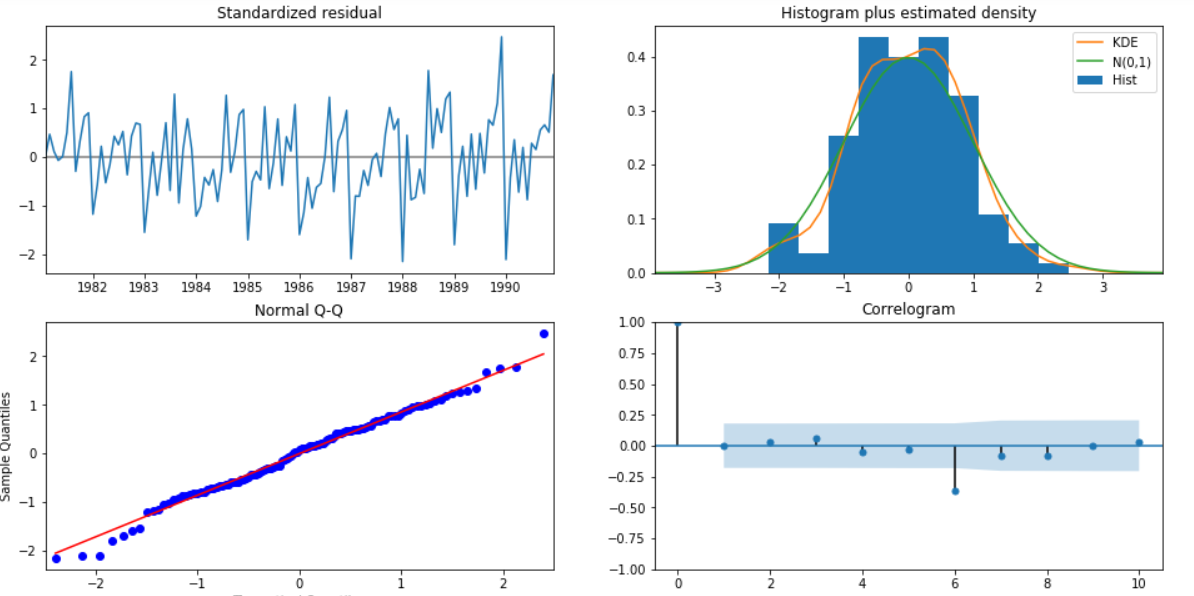 Standardized residual
2
1
0
−1
−2
1982 1983 1984 1985 1986 1987 1988 1989 1990
Histogram plus estimated density
KDE
N(0,1)
Hist
0.4
0.3
0.2
0.1
0.0
−3 −2 −1 0 1 2 3
Normal Q-Q
Sample Quantiles
2
1
0
−1
−2
−2 −1 0 1 2
Correlogram
1.00
0.75
0.50
0.25
0.00
−0.25
−0.50
−0.75
−1.00
0 2 4 6 8 10